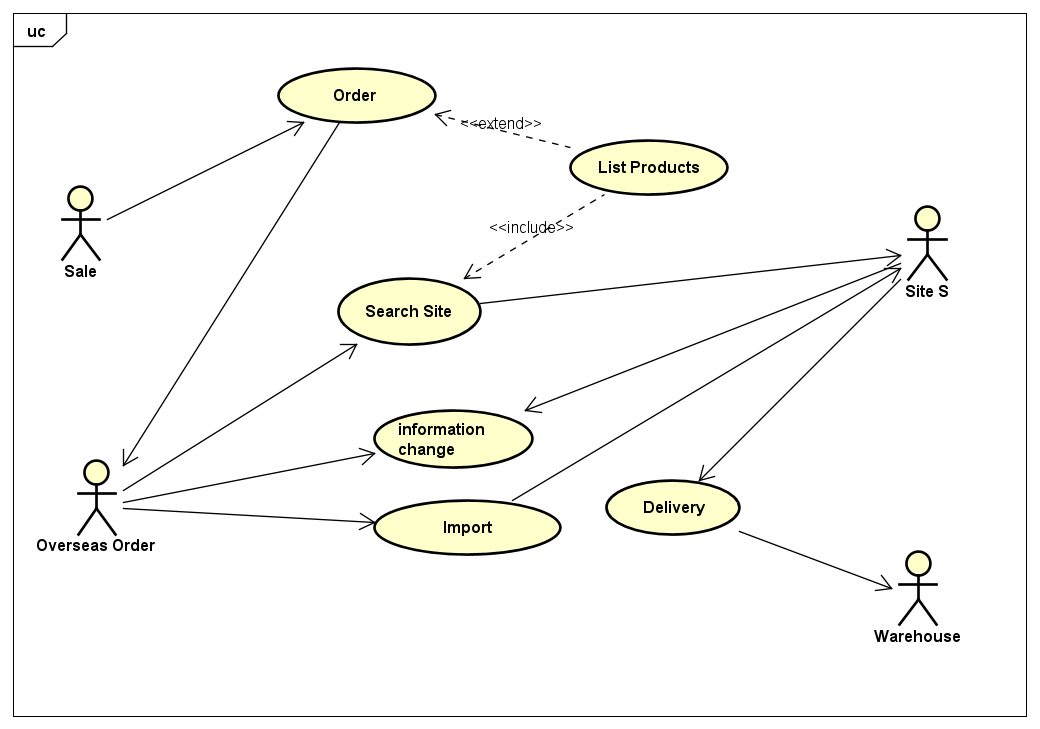 uc
Order
<<extend>>
List Products
Sale
<<include>>
Site S
Search Site
information
change
Import
Delivery
Overseas Order
Warehouse